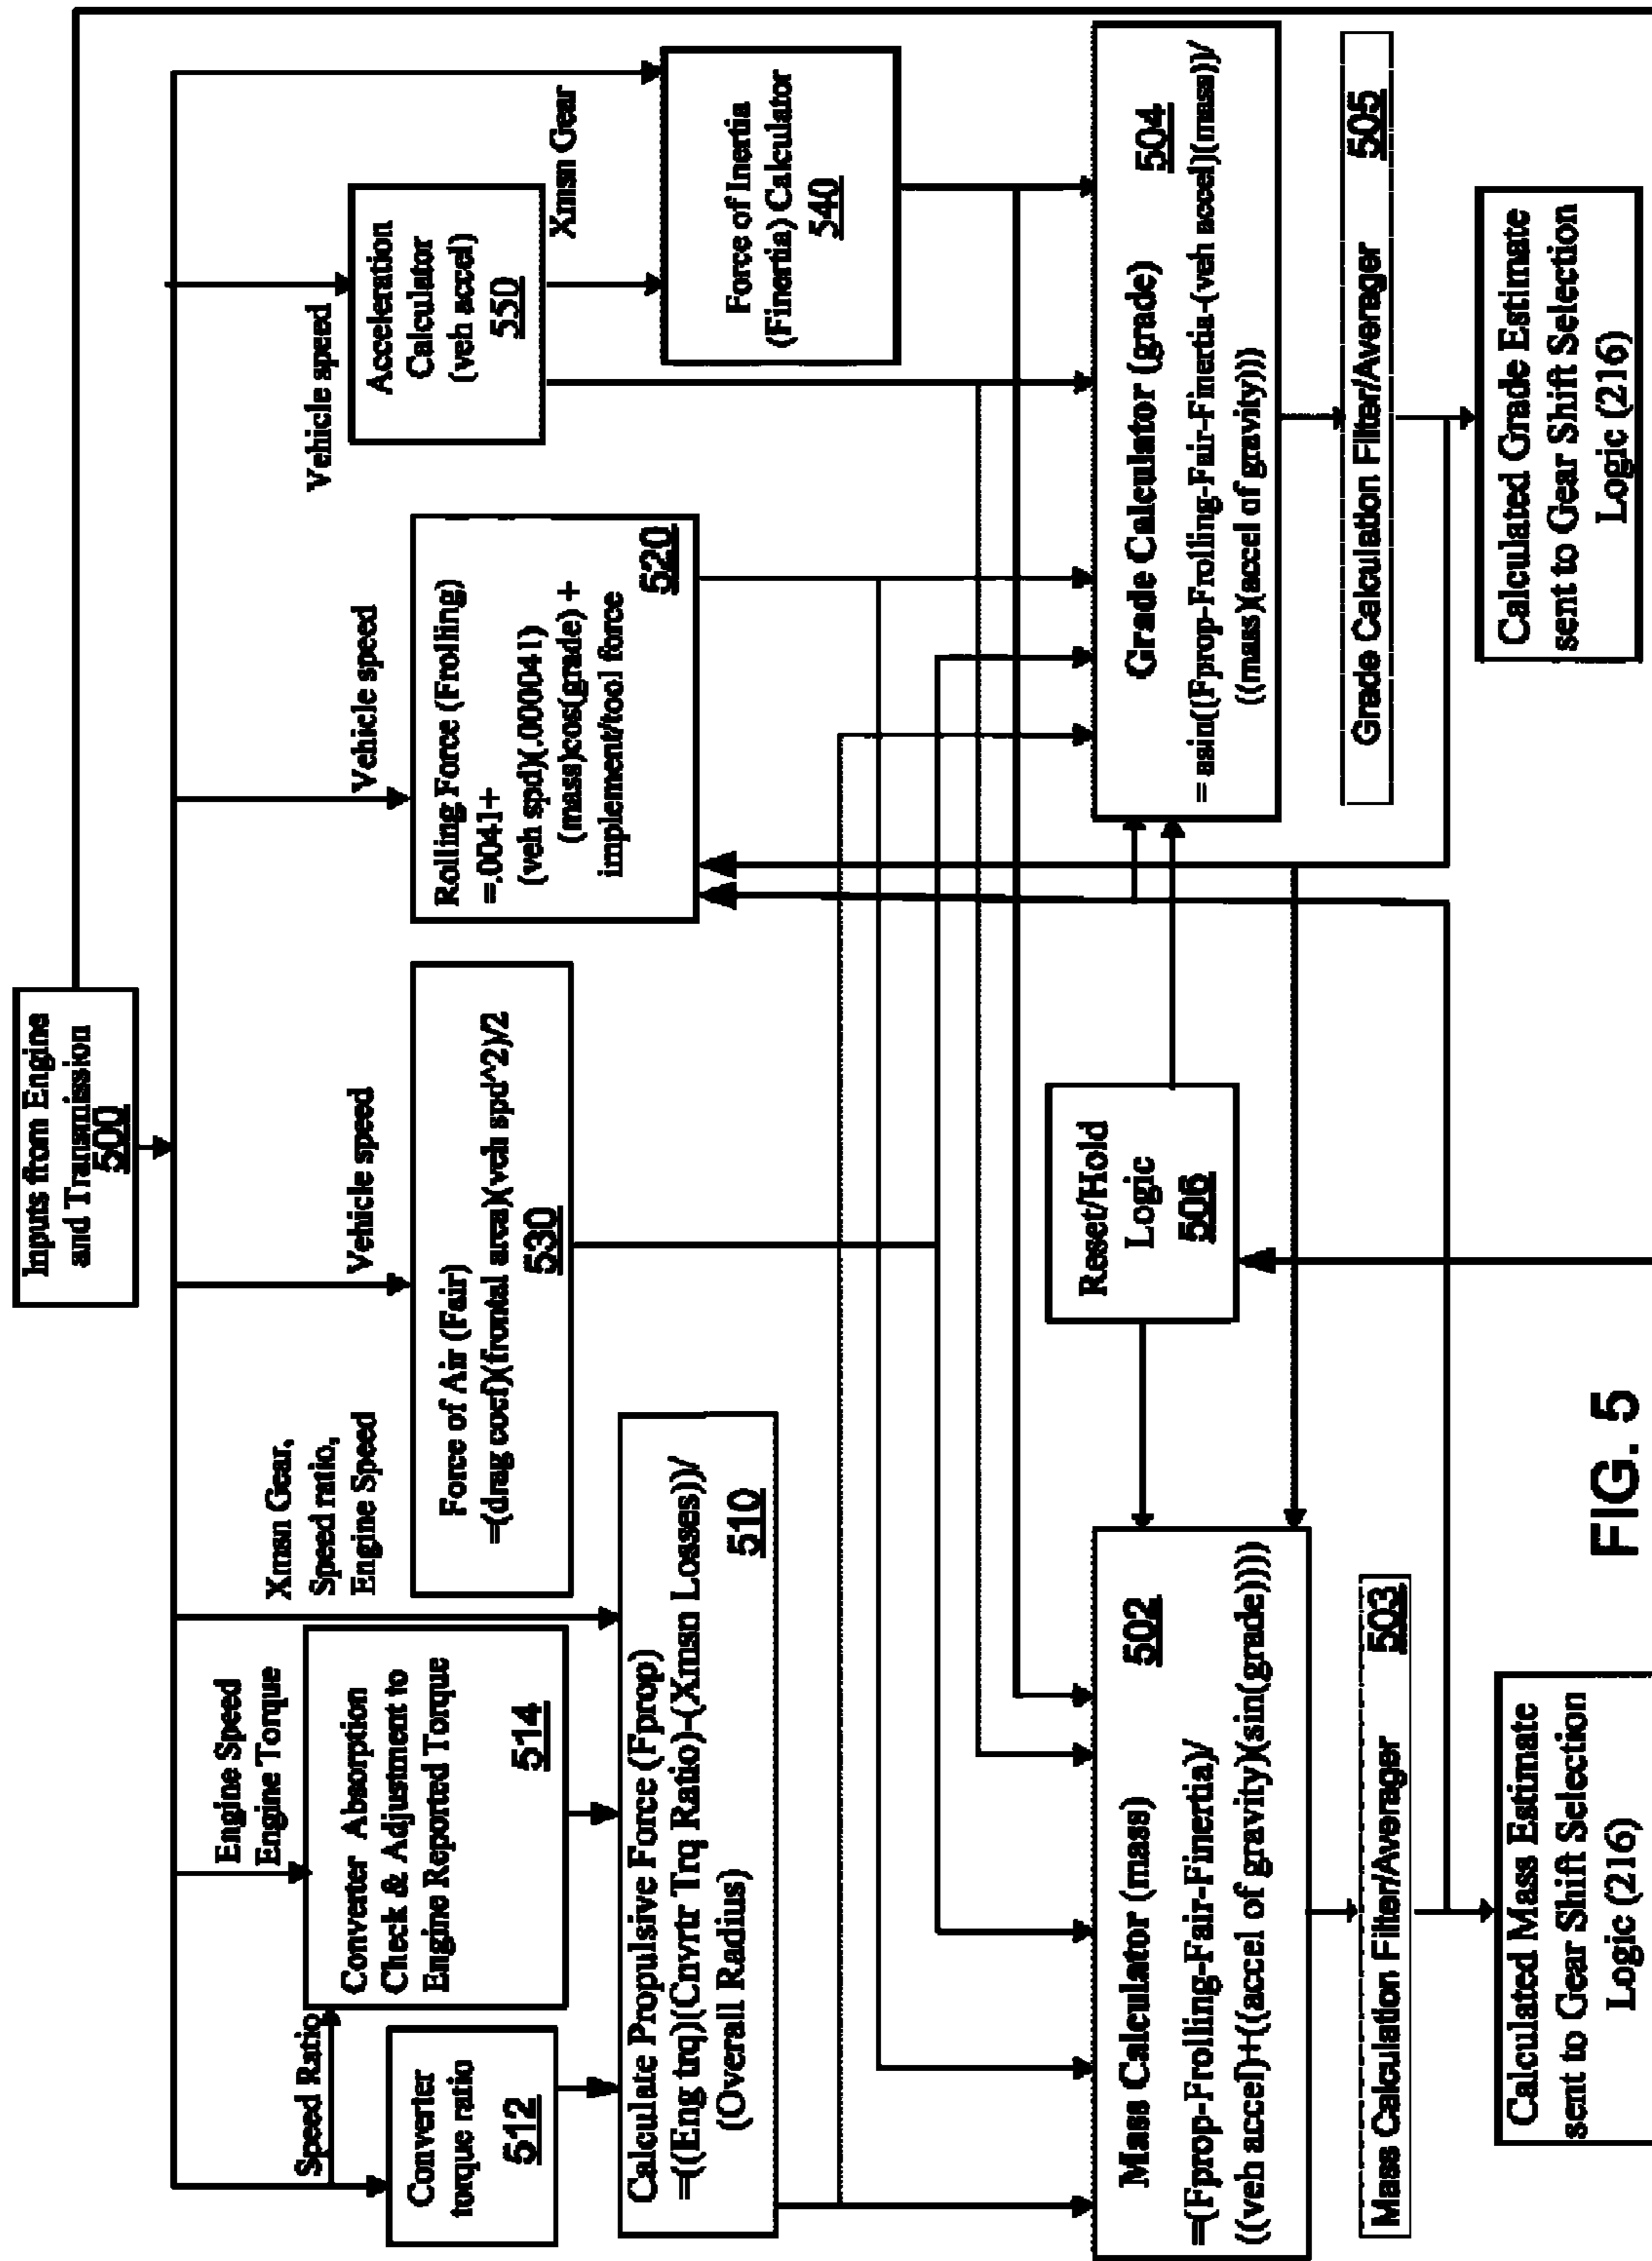 Inputs from Engine
and Transmission
500
Speed Ratio
Engine Speed
Engine Torque
Xmsn Gear,
Speed ratio,
Engine Speed
Vehicle speed
Vehicle speed
Vehicle speed
Xmsn Gear
Converter
torque ratio
512
Converter Absorption
Check & Adjustment to
Engine Reported Torque
514
Force of Air (Fair)
=(drag coef)(frontal area)(veh spd^2)/2
530
Rolling Force (Frolling)
=.0041+
(veh spd)(.000041)
(mass)cos(grade) +
implement/tool force
520
Acceleration
Calculator
(veh accel)
550
Force of Inertia
(Finertia) Calculator
540
Calculate Propulsive Force (Fprop)
=((Eng trq)(Cnvrtr Trq Ratio)-(Xmsn Losses))/
(Overall Radius)
510
Mass Calculator (mass)
502
=(Fprop-Frolling-Fair-Finertia)/
((veh accel)+((accel of gravity)(sin(grade))))
Reset/Hold
Logic
506
Grade Calculator (grade)
504
= asin((Fprop-Frolling-Fair-Finertia-(veh accel)(mass))/
((mass)(accel of gravity)))
Mass Calculation Filter/Averager 503
Grade Calculation Filter/Averager 505
Calculated Mass Estimate
sent to Gear Shift Selection
Logic (216)
Calculated Grade Estimate
sent to Gear Shift Selection
Logic (216)
FIG. 5